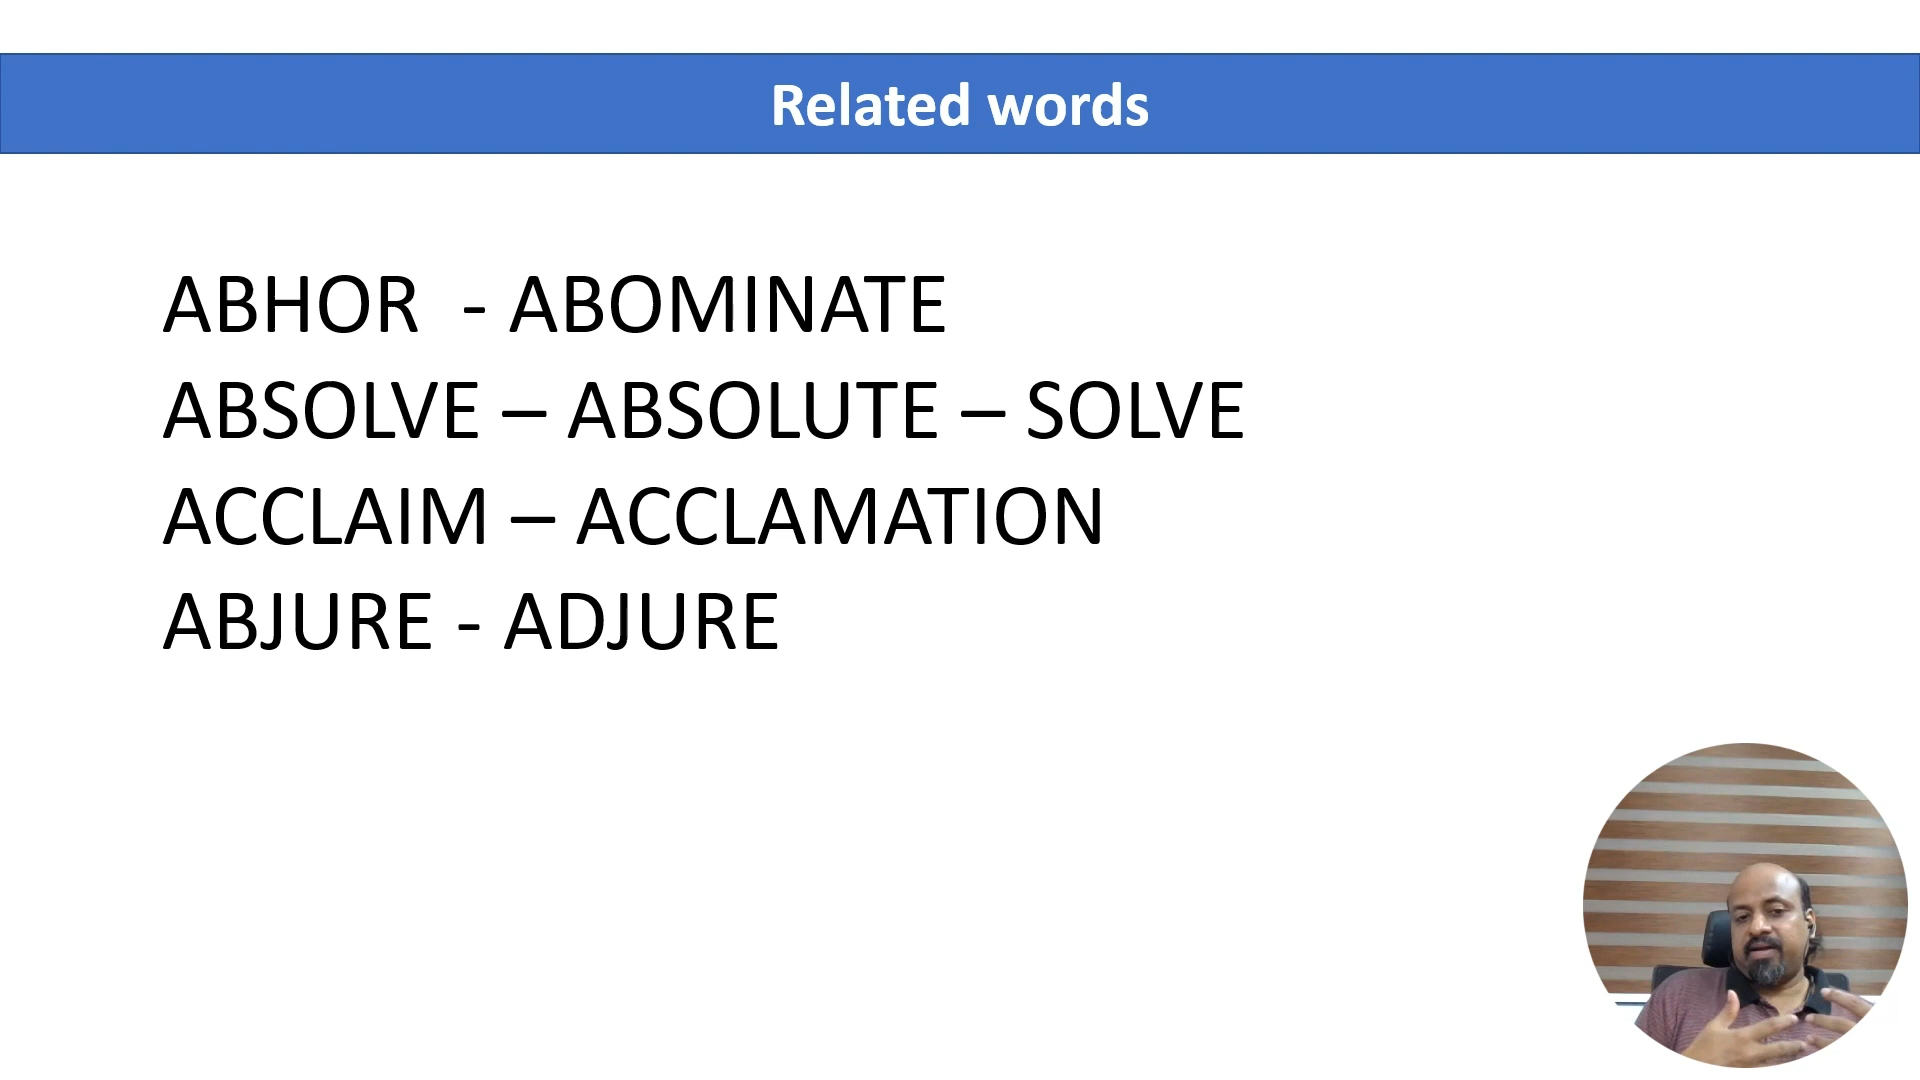 Related words
ABHOR  - ABOMINATE
ABSOLVE – ABSOLUTE – SOLVE
ACCLAIM – ACCLAMATION
ABJURE - ADJURE